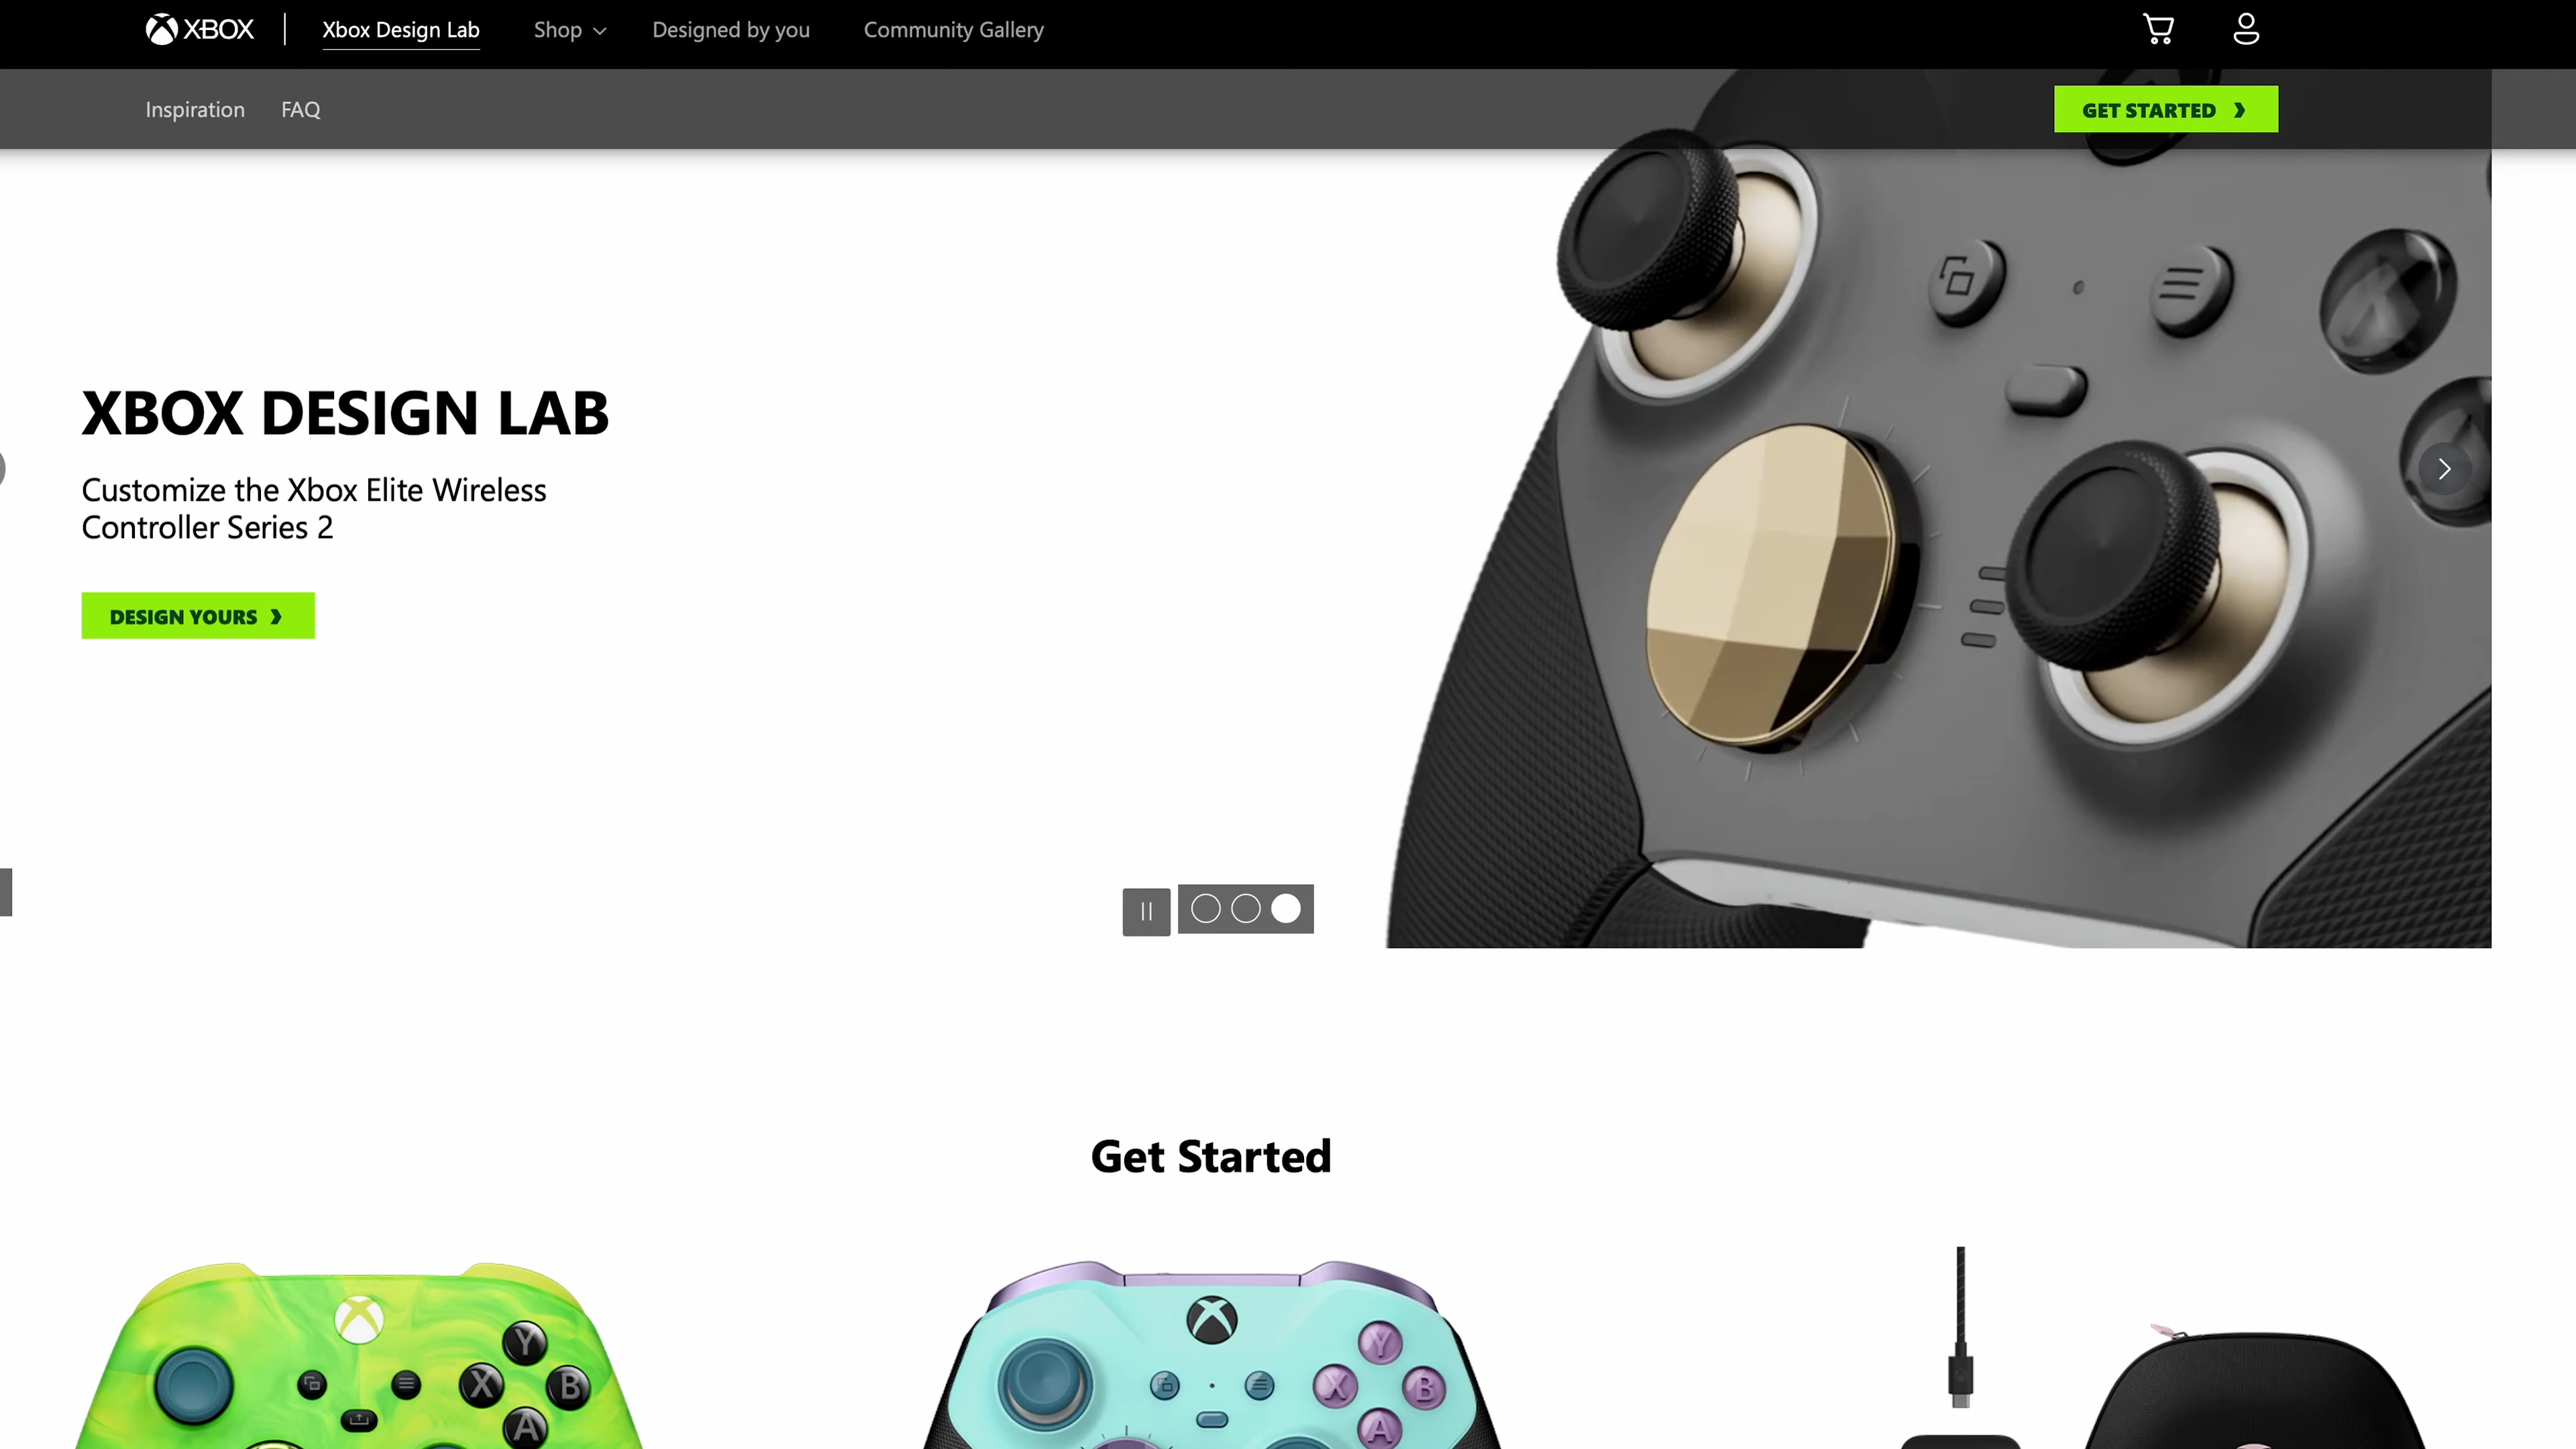 XBOX
Xbox Design Lab
Shop
Designed by you
Community Gallery
Inspiration
FAQ
GET STARTED
XBOX DESIGN LAB
Customize the Xbox Elite Wireless
Controller Series 2
DESIGN YOURS
Get Started
Y
X
B
A
Y
X
B
A